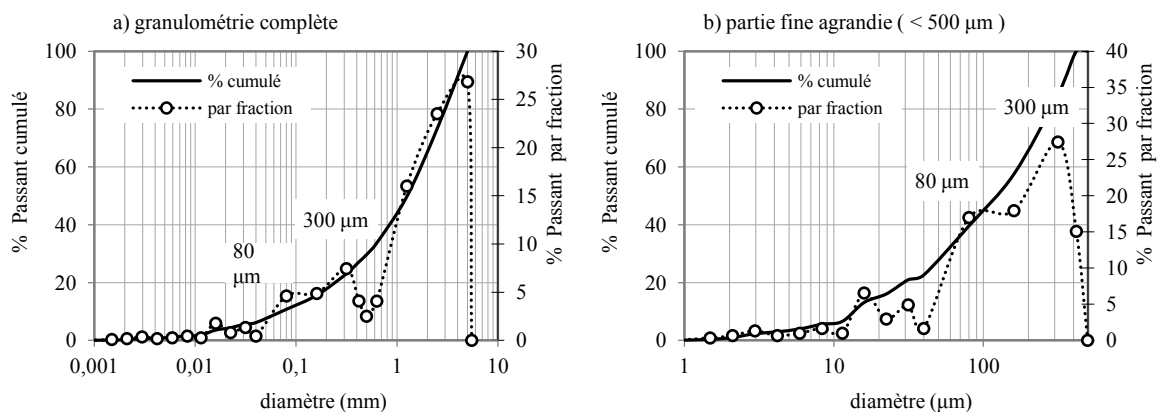 a) granulométrie complète
% Passant cumulé
100
80
60
40
20
0
% cumulé
par fraction
300 μm
80
μm
30
25
20
15
10
5
0
% Passant par fraction
0,001
0,01
0,1
1
10
diamètre (mm)
b) partie fine agrandie ( < 500 μm )
% Passant cumulé
100
80
60
40
20
0
% cumulé
par fraction
300 μm
80 μm
40
35
30
25
20
15
10
5
0
% Passant par fraction
1
10
100
diamètre (μm)